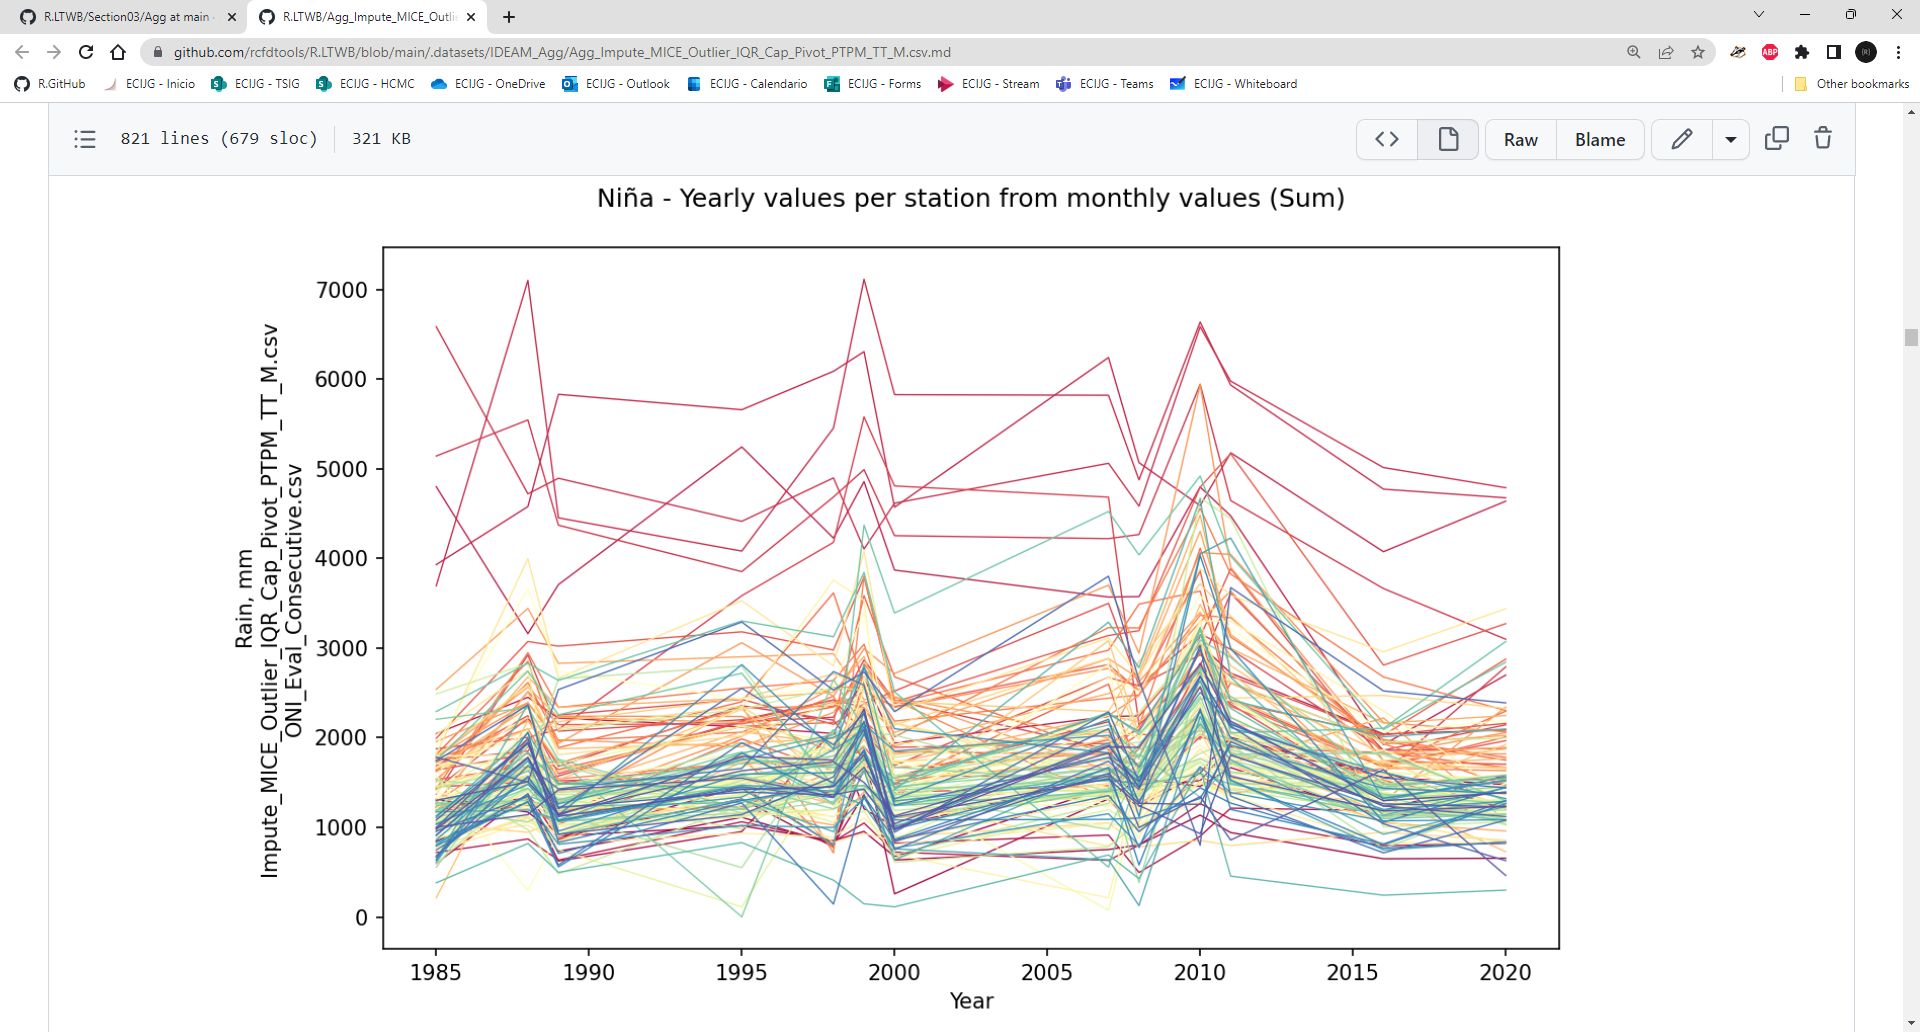 R.LTWB/Section03/Agg at main
R.LTWB/Agg_Impute_MICE_Outli
github.com/rcfdtools/R.LTWB/blob/main/.datasets/IDEAM_Agg/Agg_Impute_MICE_Outlier_IQR_Cap_Pivot_PTPM_TT_M.csv.md
ABP
R.GitHub
ECIJG - Inicio
ECIJG - TSIG
ECIJG - HCMC
ECIJG - OneDrive
ECIJG - Outlook
ECIJG - Calendario
ECIJG - Forms
ECIJG - Stream
ECIJG - Teams
ECIJG - Whiteboard
Other bookmarks
821 lines (679 sloc)
321 KB
Raw
Blame
Niña - Yearly values per station from monthly values (Sum)
Rain, mm
Impute_MICE_Outlier_IQR_Cap_Pivot_PTPM_TT_M.csv
ONI_Eval_Consecutive.csv
7000
6000
5000
4000
3000
2000
1000
0
1985
1990
1995
2000
2005
2010
2015
2020
Year